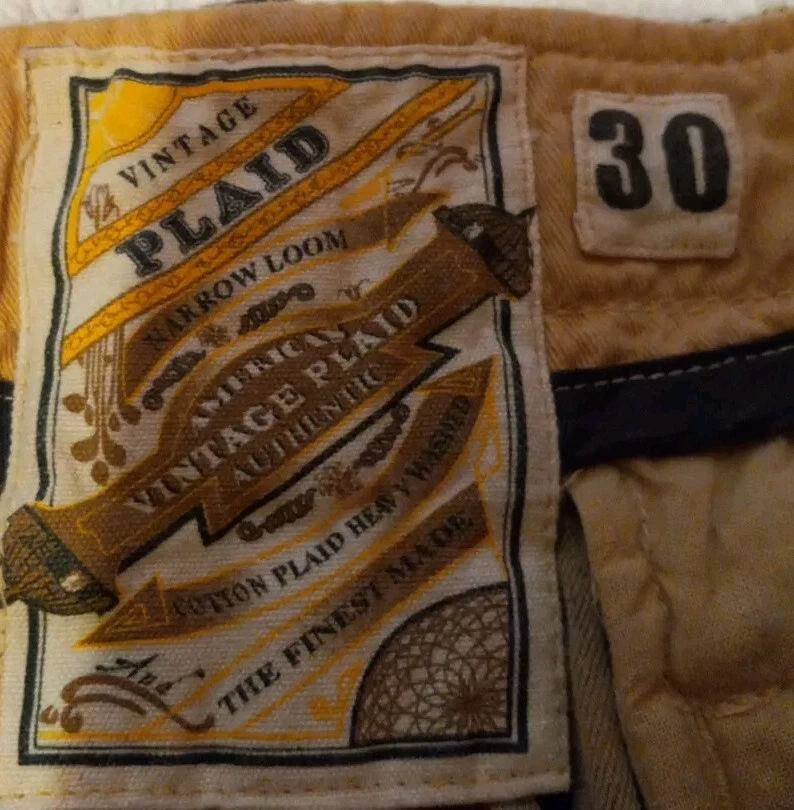 VINTAGE
PLAID
NARROW LOOM
AMERICAN
VINTAGE PLAID
AUTHENTIC
COTTON PLAID HEAVY WASHED
And
THE FINEST MADE
30